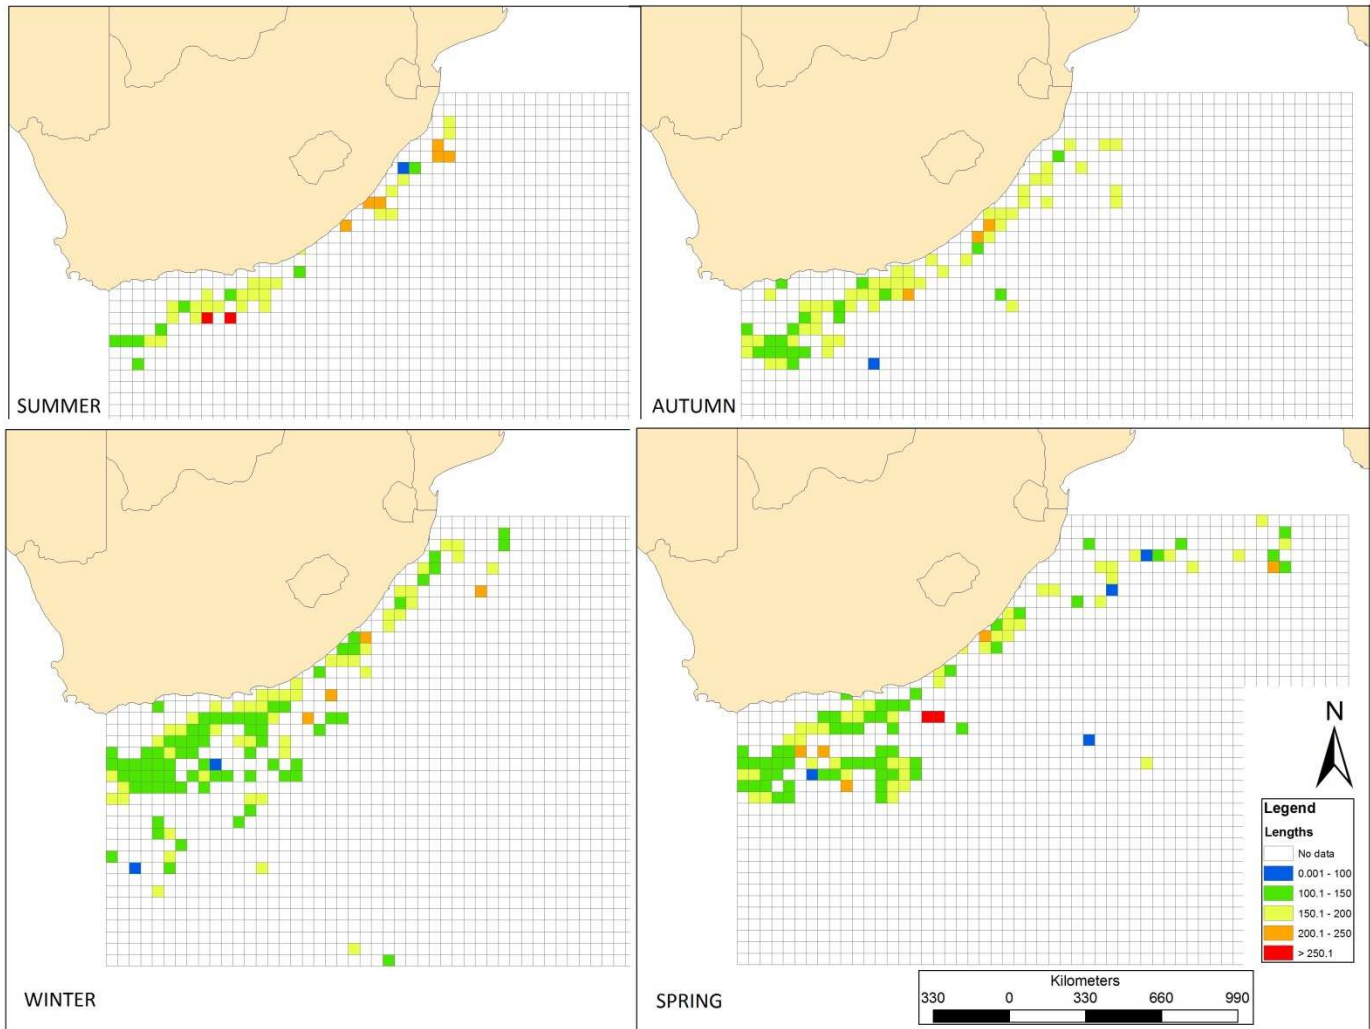 SUMMER
AUTUMN
WINTER
SPRING
N
Legend
Lengths
No data
0.001 - 100
100.1 - 150
150.1 - 200
200.1 - 250
> 250.1
Kilometers
330 0 330 660 990